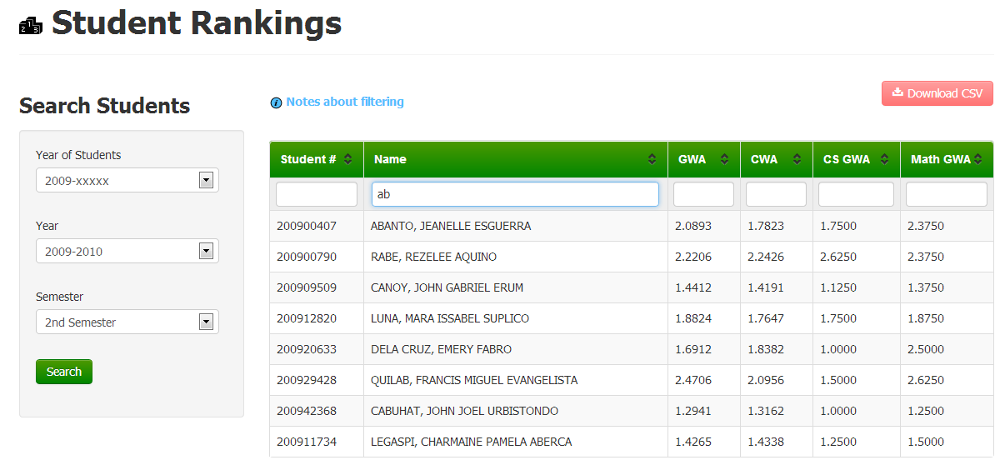 Student Rankings
Search Students
Year of Students
2009-xxxxx
Year
2009-2010
Semester
2nd Semester
Search
Notes about filtering
Download CSV
Student # Name GWA CWA CS GWA Math GWA
ab
200900407 ABANTO, JEANELLE ESGUERRA 2.0893 1.7823 1.7500 2.3750
200900790 RABE, REZELEE AQUINO 2.2206 2.2426 2.6250 2.3750
200909509 CANOY, JOHN GABRIEL ERUM 1.4412 1.4191 1.1250 1.3750
200912820 LUNA, MARA ISSABEL SUPLICO 1.8824 1.7647 1.7500 1.8750
200920633 DELA CRUZ, EMERY FABRO 1.6912 1.8382 1.0000 2.5000
200929428 QUILAB, FRANCIS MIGUEL EVANGELISTA 2.4706 2.0956 1.5000 2.6250
200942368 CABUHAT, JOHN JOEL URBISTONDO 1.2941 1.3162 1.0000 1.2500
200911734 LEGASPI, CHARMAINE PAMELA ABERCA 1.4265 1.4338 1.2500 1.5000